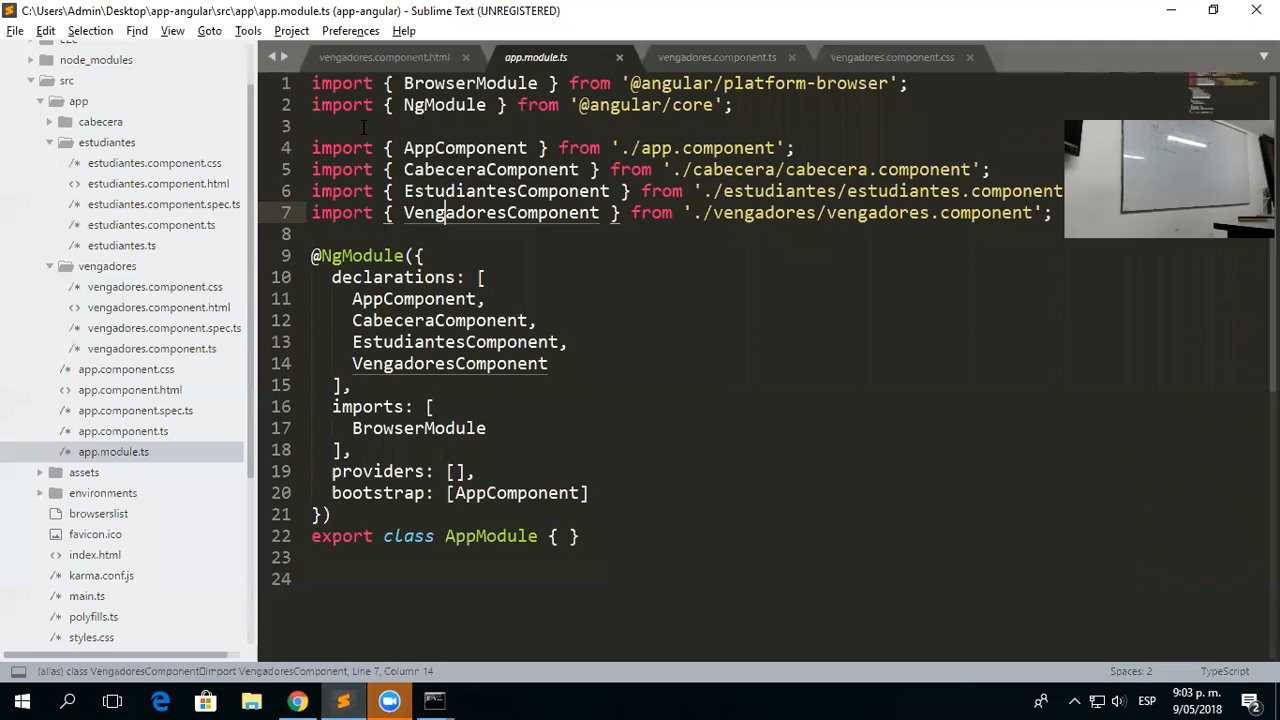 C:\Users\Admin\Desktop\app-angular\src\app\app.module.ts (app-angular) - Sublime Text (UNREGISTERED)
File Edit Selection Find View Goto Tools Project Preferences Help
node_modules
src
app
cabecera
estudiantes
estudiantes.component.css
estudiantes.component.html
estudiantes.component.spec.ts
estudiantes.component.ts
estudiantes.ts
vengadores
vengadores.component.css
vengadores.component.html
vengadores.component.spec.ts
vengadores.component.ts
app.component.css
app.component.html
app.component.spec.ts
app.component.ts
app.module.ts
assets
environments
browserslist
favicon.ico
index.html
karma.conf.js
main.ts
polyfills.ts
styles.css
vengadores.component.html app.module.ts vengadores.ts vengadores.component.css
1 import { BrowserModule } from '@angular/platform-browser';
2 import { NgModule } from '@angular/core';
3
4 import { AppComponent } from './app.component';
5 import { CabeceraComponent } from './cabecera/cabecera.component';
6 import { EstudiantesComponent } from './estudiantes/estudiantes.component
7 import { VengadoresComponent } from './vengadores/vengadores.component';
8
9 @NgModule({
10 declarations: [
11 AppComponent,
12 CabeceraComponent,
13 EstudiantesComponent,
14 VengadoresComponent
15 ],
16 imports: [
17 BrowserModule
18 ],
19 providers: [],
20 bootstrap: [AppComponent]
21 })
22 export class AppModule { }
23
24
(alias) class VengadoresComponent import VengadoresComponent, Line 7, Column 14
Spaces: 2 TypeScript
ESP
9:03 p. m.
9/05/2018
2